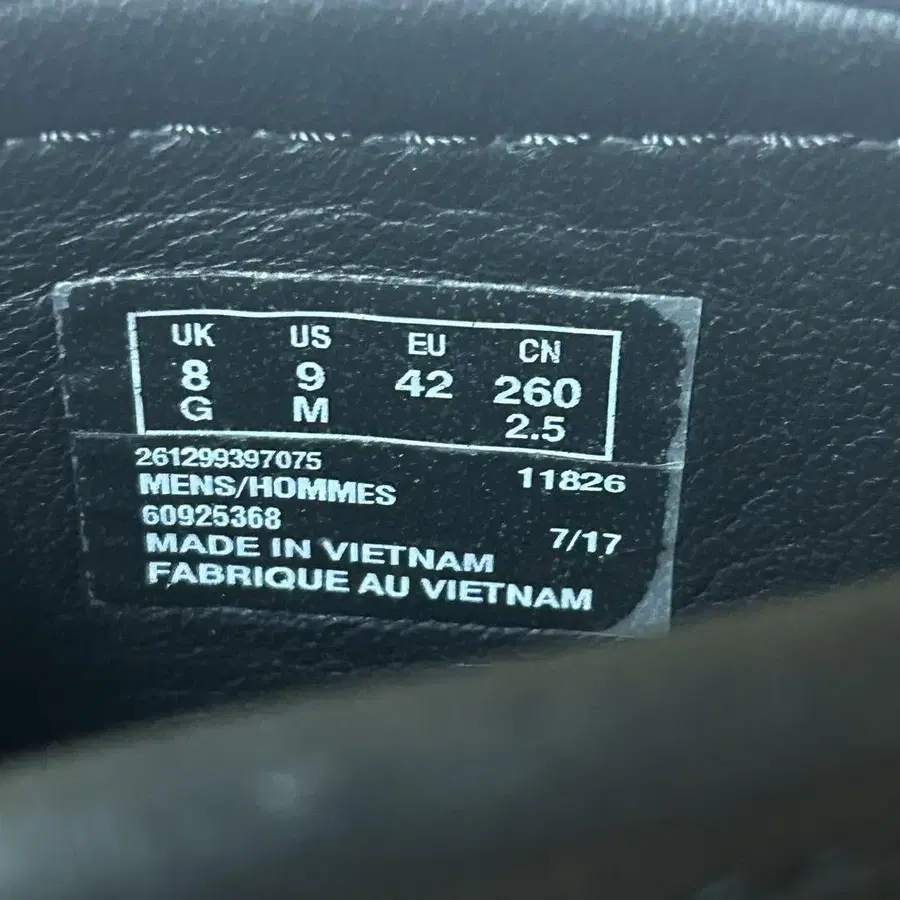 UK US EU CN
8 9 42 260
G M 2.5
261299397075 11826
MENS/HOMMES
60925368 7/17
MADE IN VIETNAM
FABRIQUE AU VIETNAM